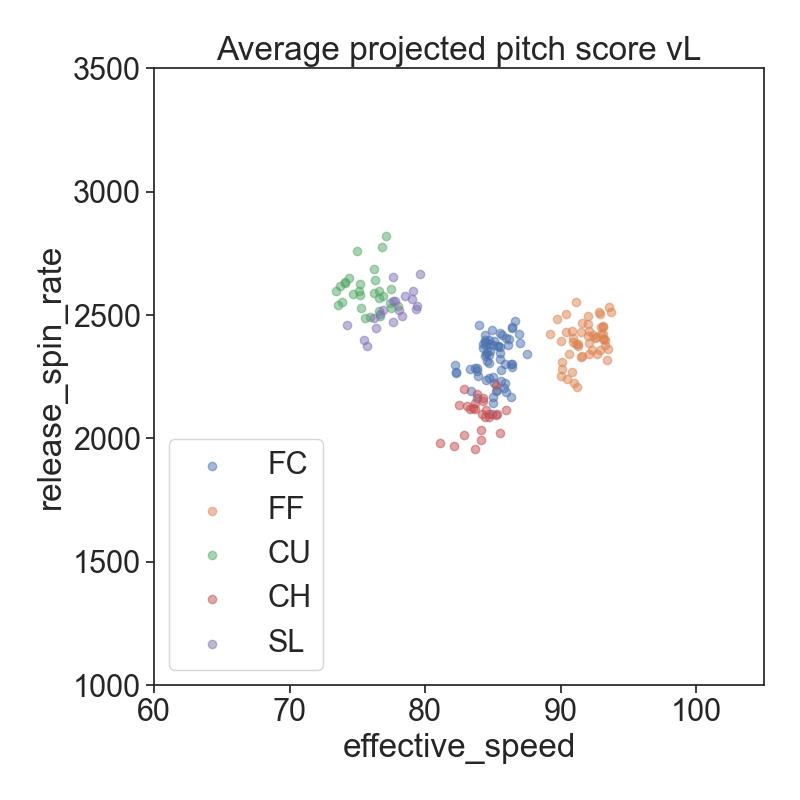 Average projected pitch score vL
release_spin_rate
3500
3000
2500
2000
1500
1000
FC
FF
CU
CH
SL
60
70
80
90
100
effective_speed